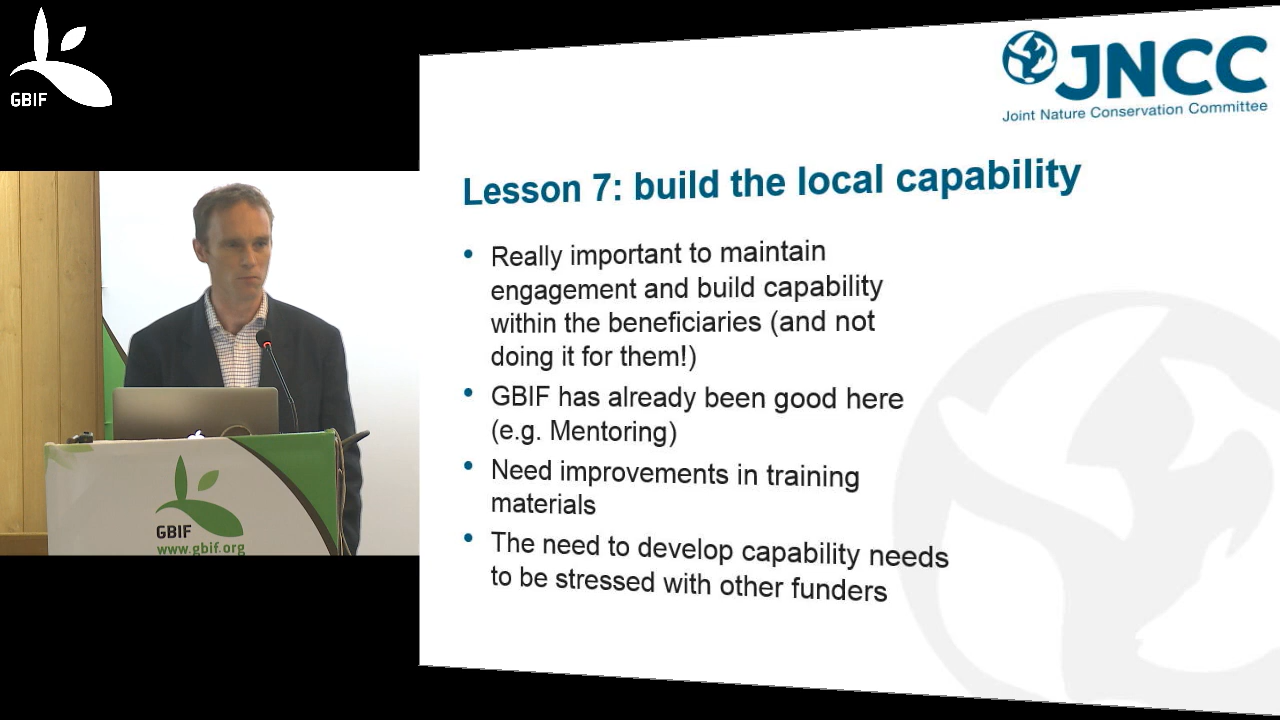 GBIF
JNCC
Joint Nature Conservation Committee
Lesson 7: build the local capability
• Really important to maintain
engagement and build capability
within the beneficiaries (and not
doing it for them!)
• GBIF has already been good here
(e.g. Mentoring)
• Need improvements in training
materials
• The need to develop capability needs
to be stressed with other funders
GBIF
www.gbif.org